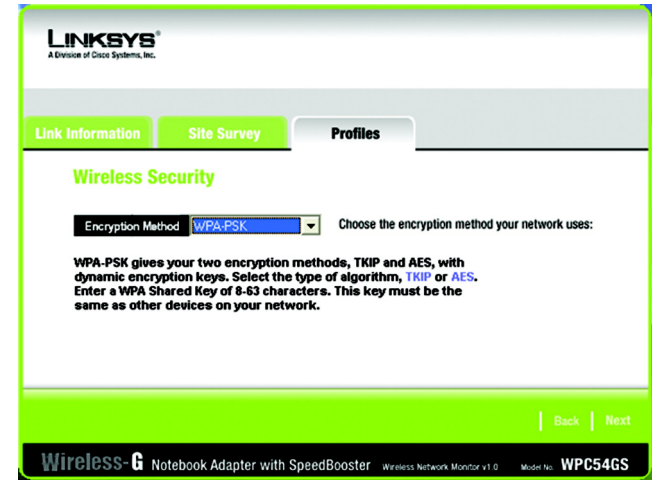 LINKSYS®
A Division of Cisco Systems, Inc.
Link Information Site Survey Profiles
Wireless Security
Encryption Method WPA-PSK Choose the encryption method your network uses:
WPA-PSK gives your two encryption methods, TKIP and AES, with
dynamic encryption keys. Select the type of algorithm, TKIP or AES.
Enter a WPA Shared Key of 8-63 characters. This key must be the
same as other devices on your network.
Back Next
Wireless-G Notebook Adapter with SpeedBooster Wireless Network Monitor v1.0 Model No. WPC54GS